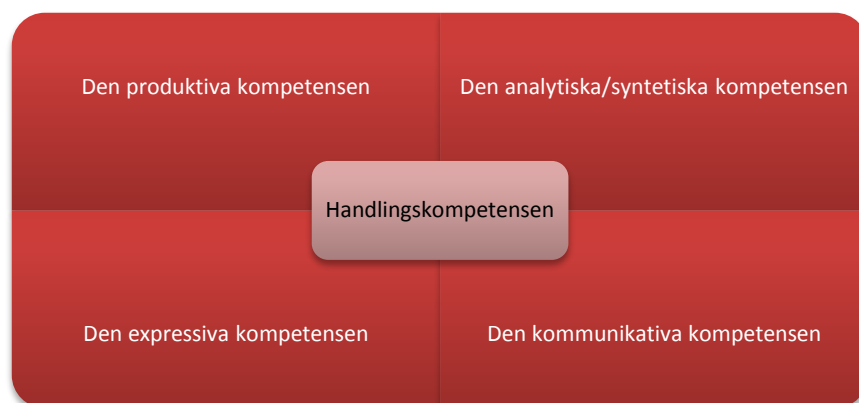 Den produktiva kompetensen
Den analytiska/syntetiska kompetensen
Handlingskompetensen
Den expressiva kompetensen
Den kommunikativa kompetensen